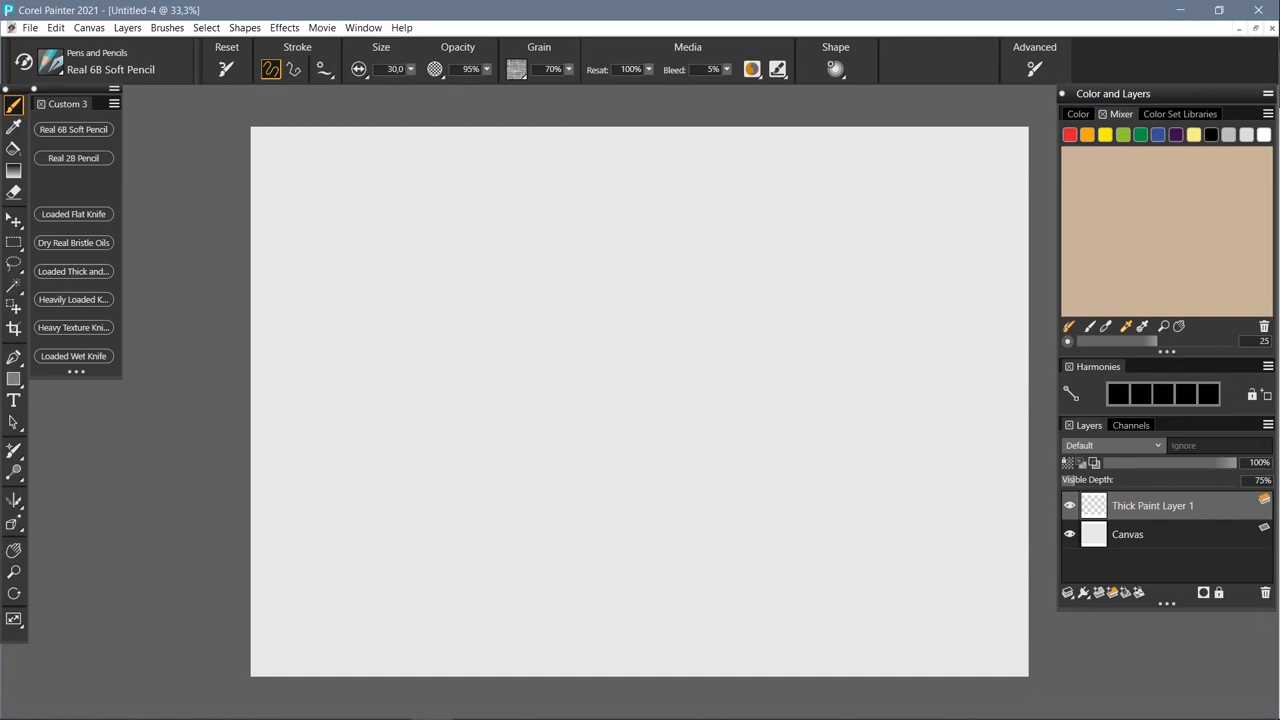 Corel Painter 2021 - [Untitled-4 @ 33,3%]
File Edit Canvas Layers Brushes Select Shapes Effects Movie Window Help
Pens and Pencils
Real 6B Soft Pencil
Reset Stroke Size Opacity Grain Media Shape Advanced
30,0 95% 70% Resat: 100% Bleed: 5%
Custom 3
Real 6B Soft Pencil
Real 2B Pencil
Loaded Flat Knife
Dry Real Bristle Oils
Loaded Thick and...
Heavily Loaded K...
Heavy Texture Kni...
Loaded Wet Knife
Color and Layers
Color Mixer Color Set Libraries
25
Harmonies
Layers Channels
Default Ignore
100%
Visible Depth: 75%
Thick Paint Layer 1
Canvas